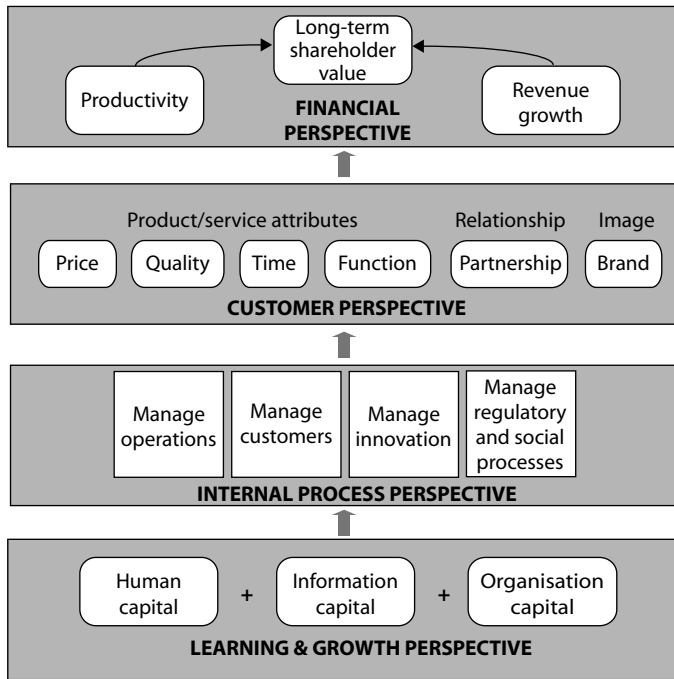 Long-term
shareholder
value
Productivity
Revenue
growth
FINANCIAL
PERSPECTIVE
Product/service attributes
Relationship
Image
Price
Quality
Time
Function
Partnership
Brand
CUSTOMER PERSPECTIVE
Manage
operations
Manage
customers
Manage
innovation
Manage
regulatory
and social
processes
INTERNAL PROCESS PERSPECTIVE
Human
capital
+
Information
capital
+
Organisation
capital
LEARNING & GROWTH PERSPECTIVE